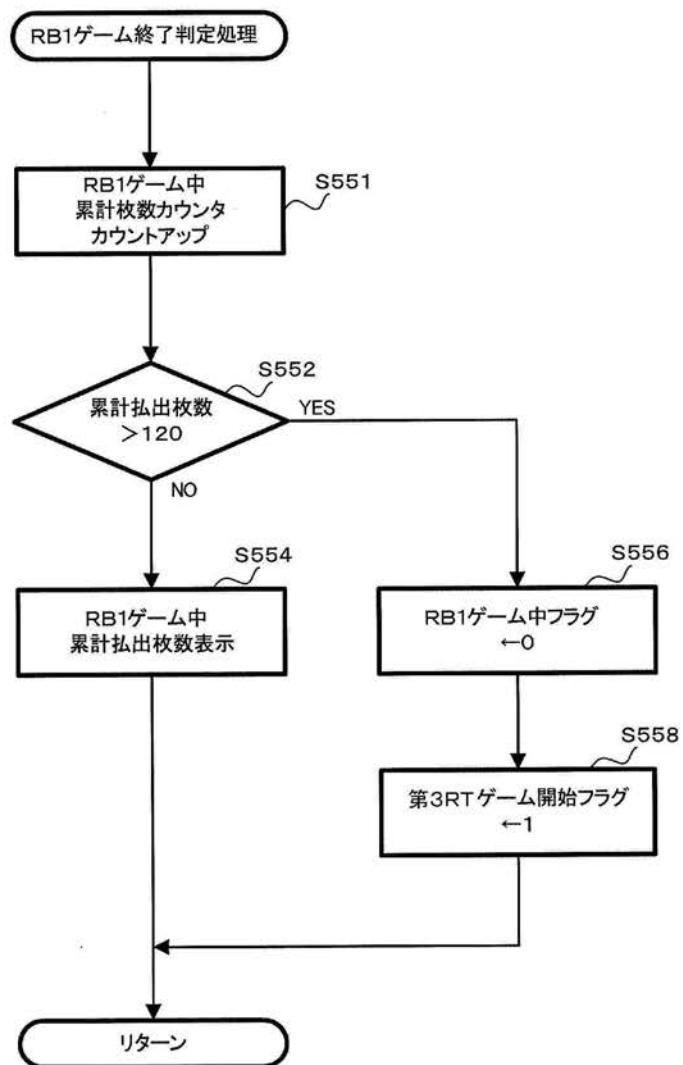 RB1ゲーム終了判定処理
S551
RB1ゲーム中
累計枚数カウンタ
カウントアップ
S552
累計払出枚数
>120
YES
NO
S554
RB1ゲーム中
累計払出枚数表示
S556
RB1ゲーム中フラグ
←0
S558
第3RTゲーム開始フラグ
←1
リターン